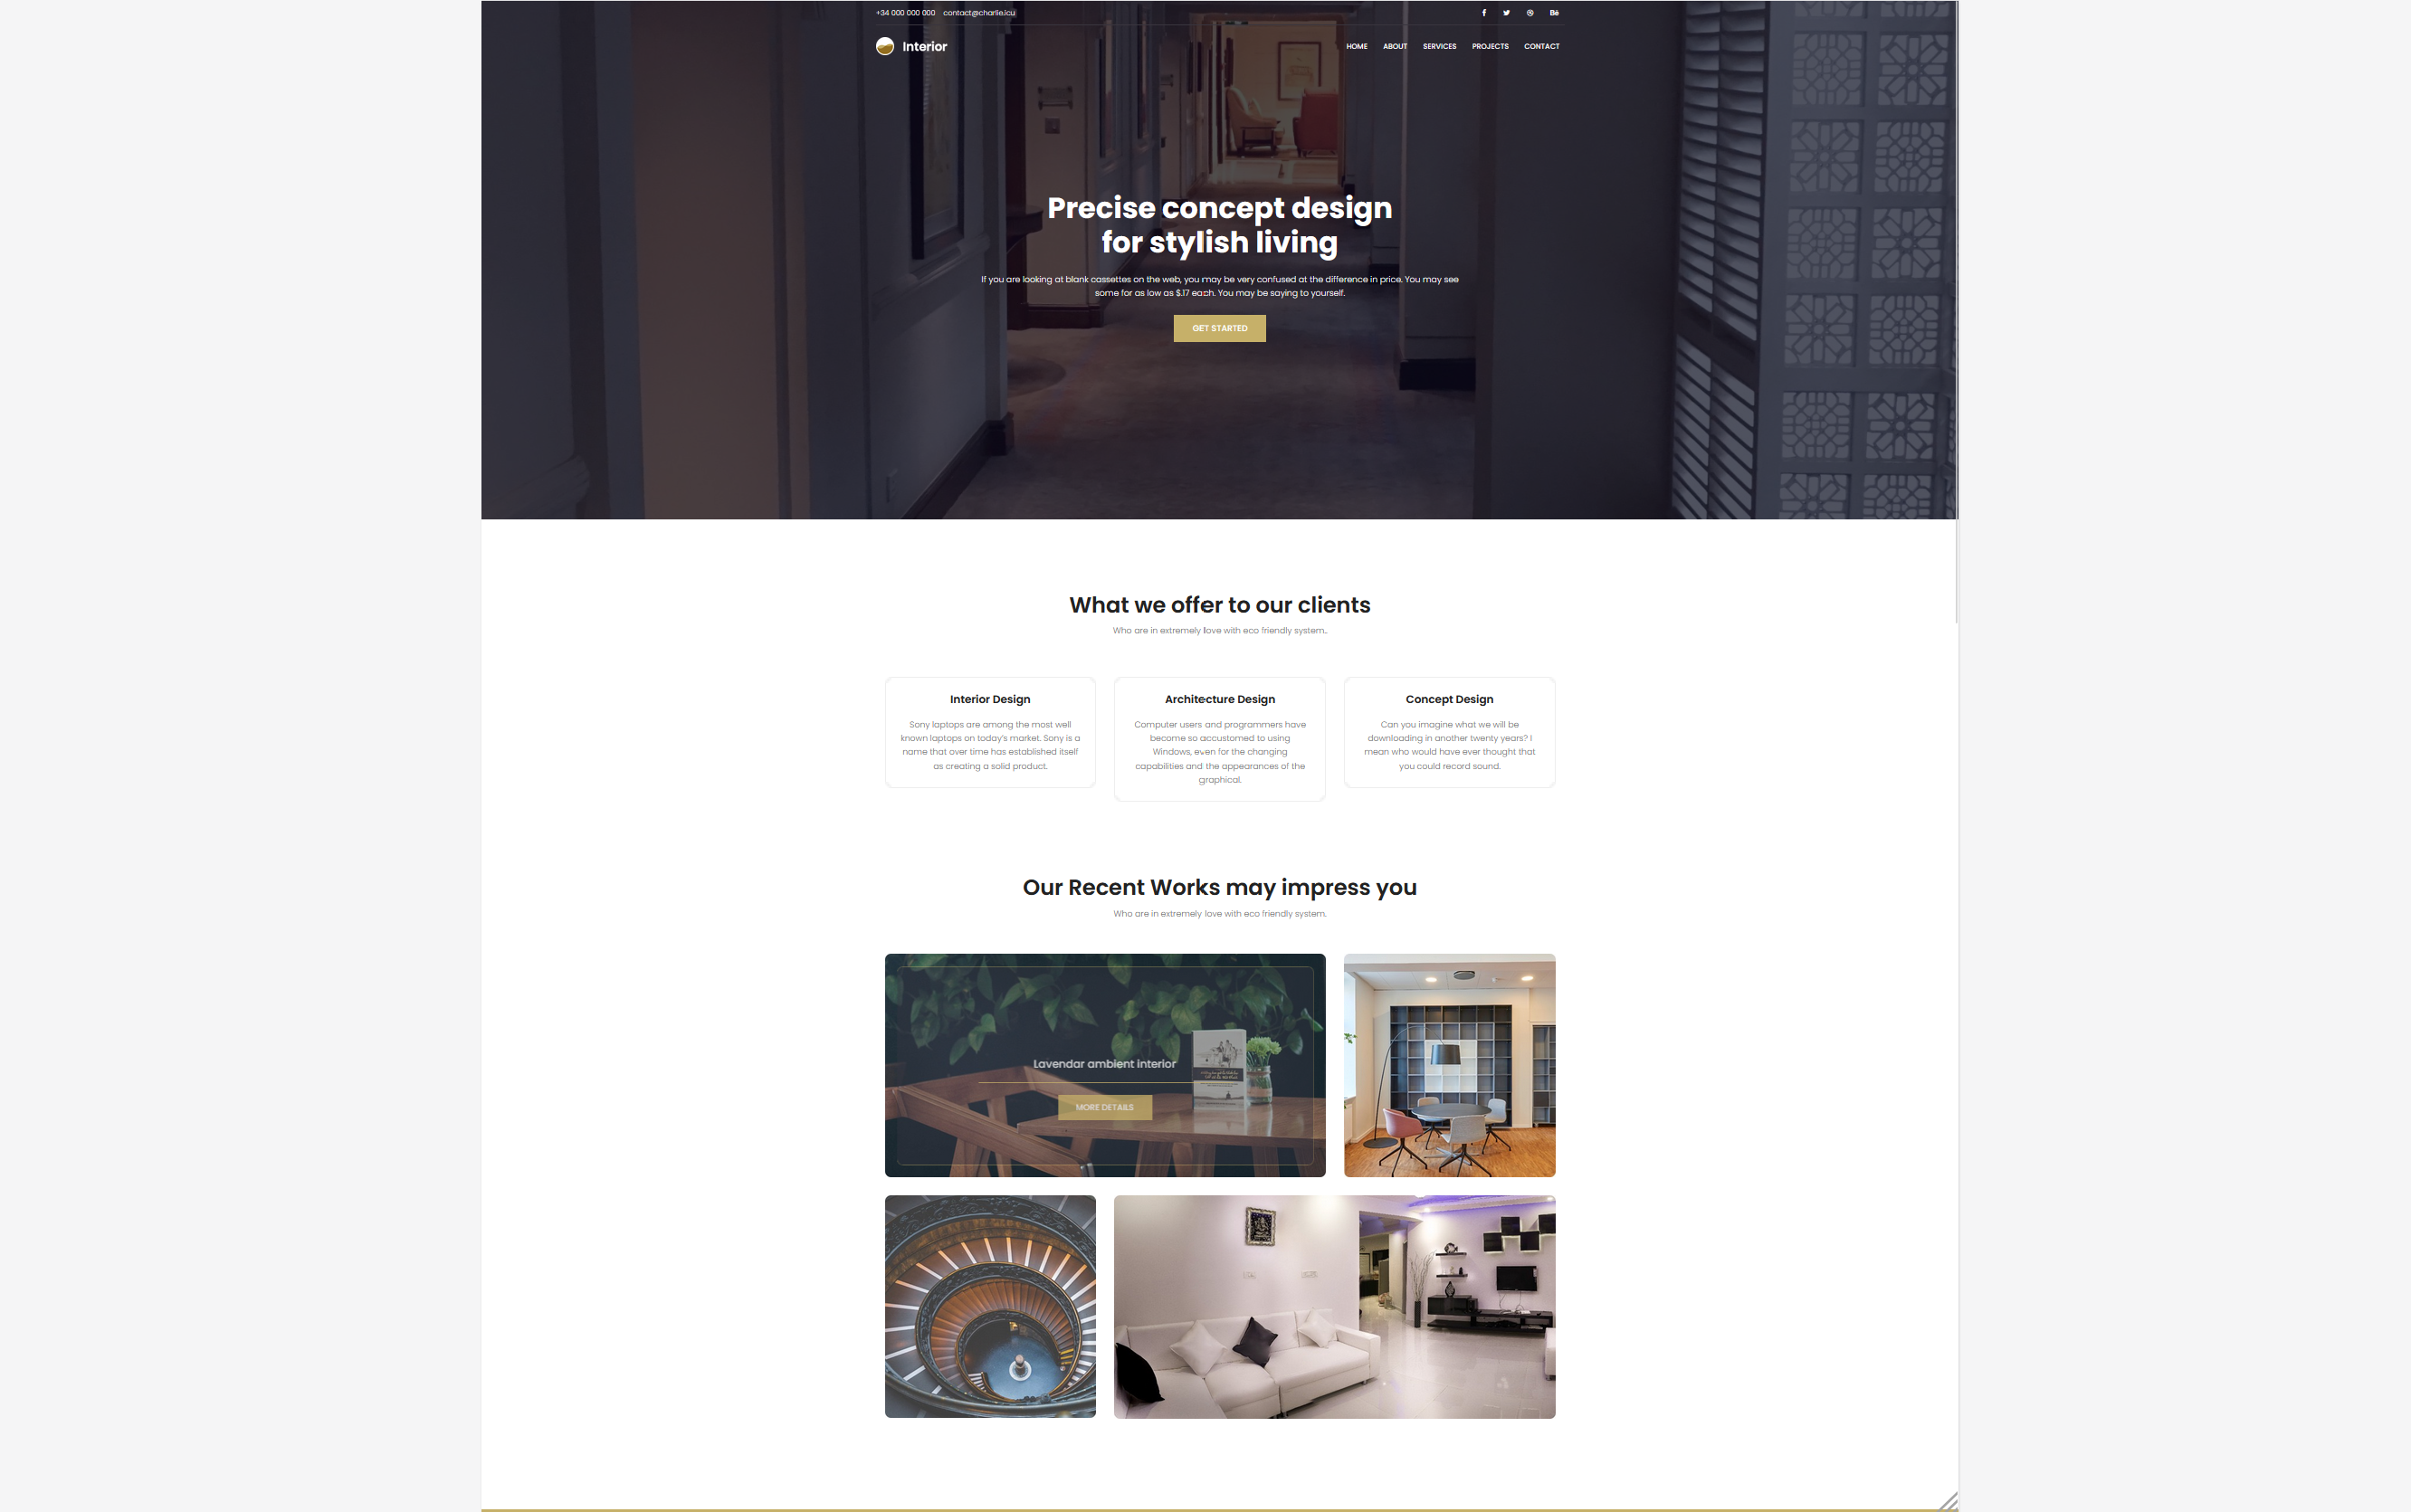 +34 000 000 000 contact@charlie.icu
Interior
HOME ABOUT SERVICES PROJECTS CONTACT
Precise concept design
for stylish living
If you are looking at blank cassettes on the web, you may be very confused at the difference in price. You may see
some for as low as $.17 each. You may be saying to yourself.
GET STARTED
What we offer to our clients
Who are in extremely love with eco friendly system..
Interior Design
Sony laptops are among the most well
known laptops on today's market. Sony is a
name that over time has established itself
as creating a solid product.
Architecture Design
Computer users and programmers have
become so accustomed to using
Windows, even for the changing
capabilities and the appearances of the
graphical.
Concept Design
Can you imagine what we will be
downloading in another twenty years? I
mean who would have ever thought that
you could record sound.
Our Recent Works may impress you
Who are in extremely love with eco friendly system.
Lavendar ambient interior
MORE DETAILS